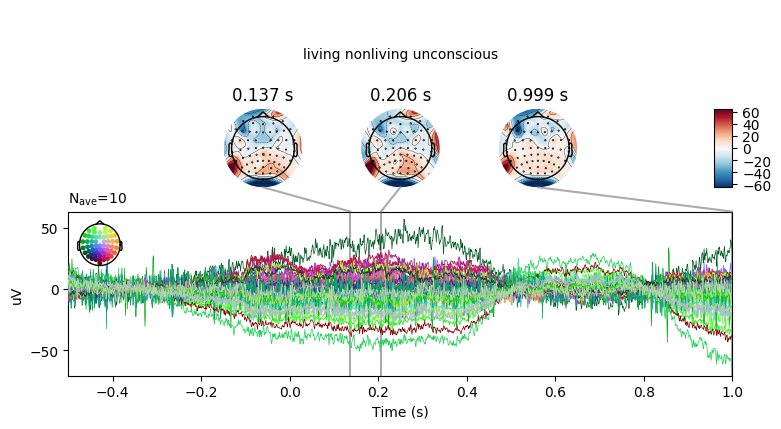 living nonliving unconscious
0.137 s 0.206 s 0.999 s
60
40
20
0
−20
−40
−60
Nave=10
50
0
−50
uV
−0.4 −0.2 0.0 0.2 0.4 0.6 0.8 1.0
Time (s)